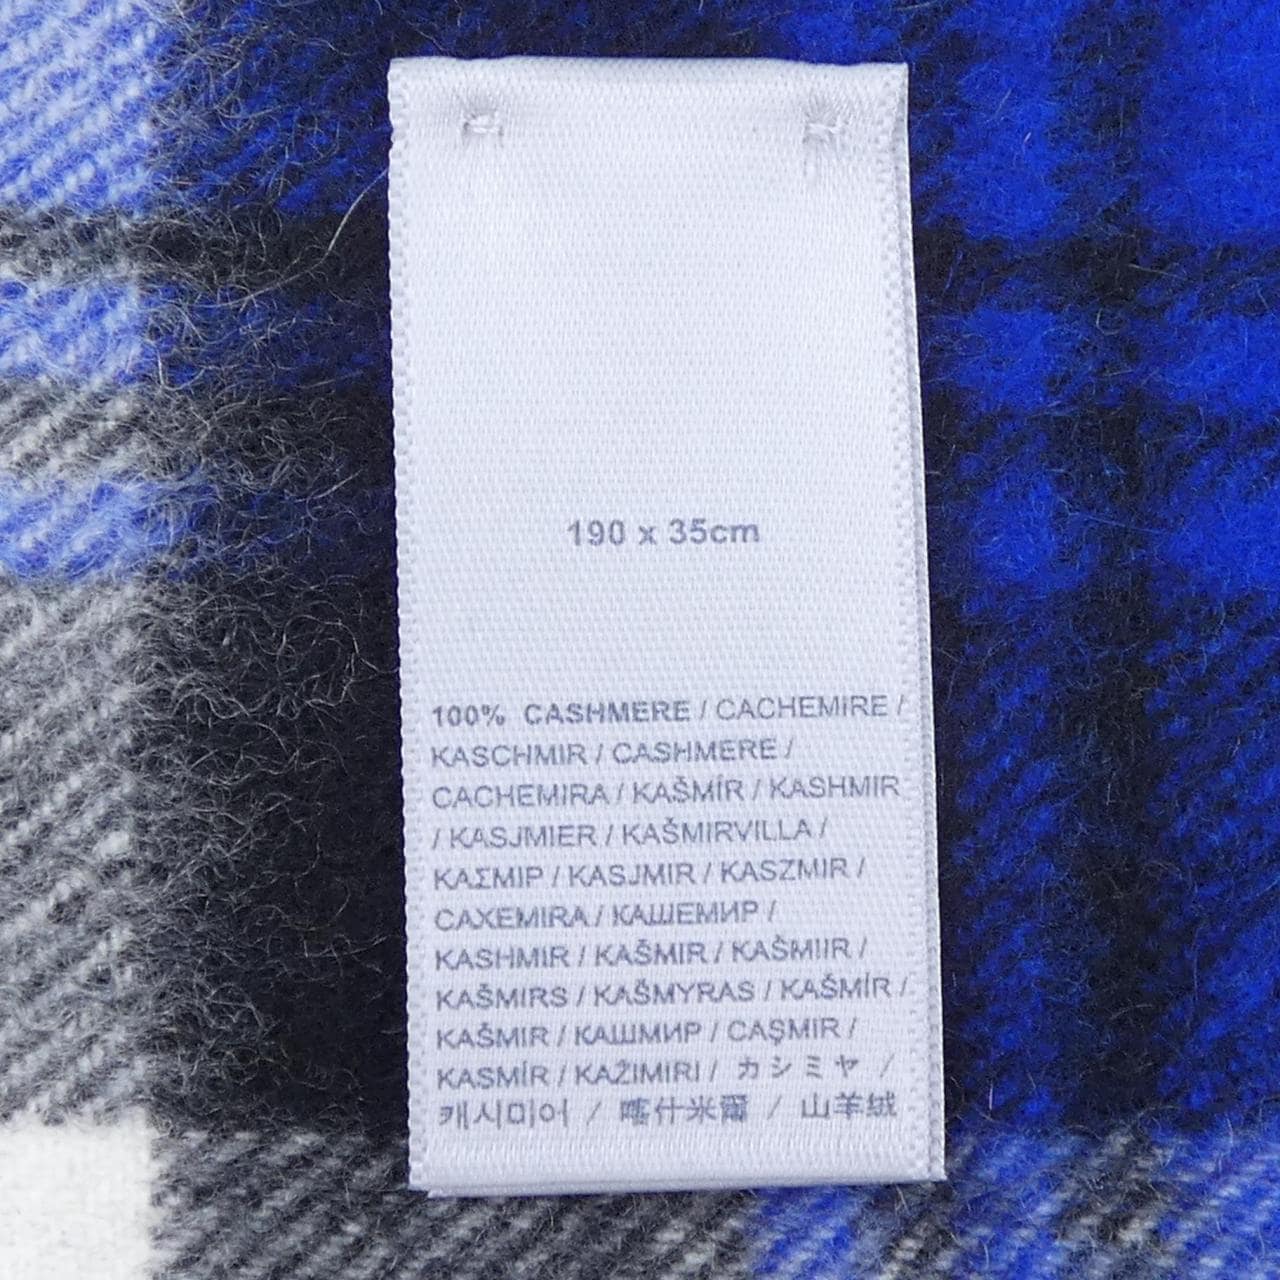 190 x 35cm
100% CASHMERE / CACHEMIRE /
KASCHMIR / CASHMERE /
CACHEMIRA / KAŠMÍR / KASHMIR
/ KASJMIER / KAŠMIRVILLA /
ΚΑΣΜΙΡ / KASJMIR / KASZMIR /
CAXEMIRA / КАШЕМИР /
KASHMIR / KAŠMIR / KAŠMIIR /
KAŠMIRS / KAŠMYRAS / KAŠMÍR /
KAŠMIR / КАШМИР / CAŞMIR /
KASMÍR / KAŽIMIRI / カシミヤ /
캐시미어 / 喀什米爾 / 山羊绒